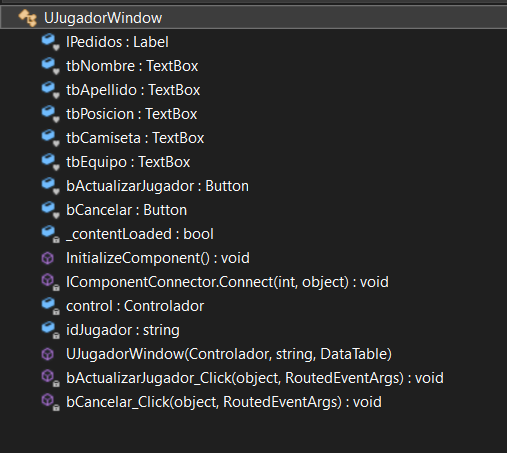 UJugadorWindow
lPedidos : Label
tbNombre : TextBox
tbApellido : TextBox
tbPosicion : TextBox
tbCamiseta : TextBox
tbEquipo : TextBox
bActualizarJugador : Button
bCancelar : Button
_contentLoaded : bool
InitializeComponent() : void
IComponentConnector.Connect(int, object) : void
control : Controlador
idJugador : string
UJugadorWindow(Controlador, string, DataTable)
bActualizarJugador_Click(object, RoutedEventArgs) : void
bCancelar_Click(object, RoutedEventArgs) : void